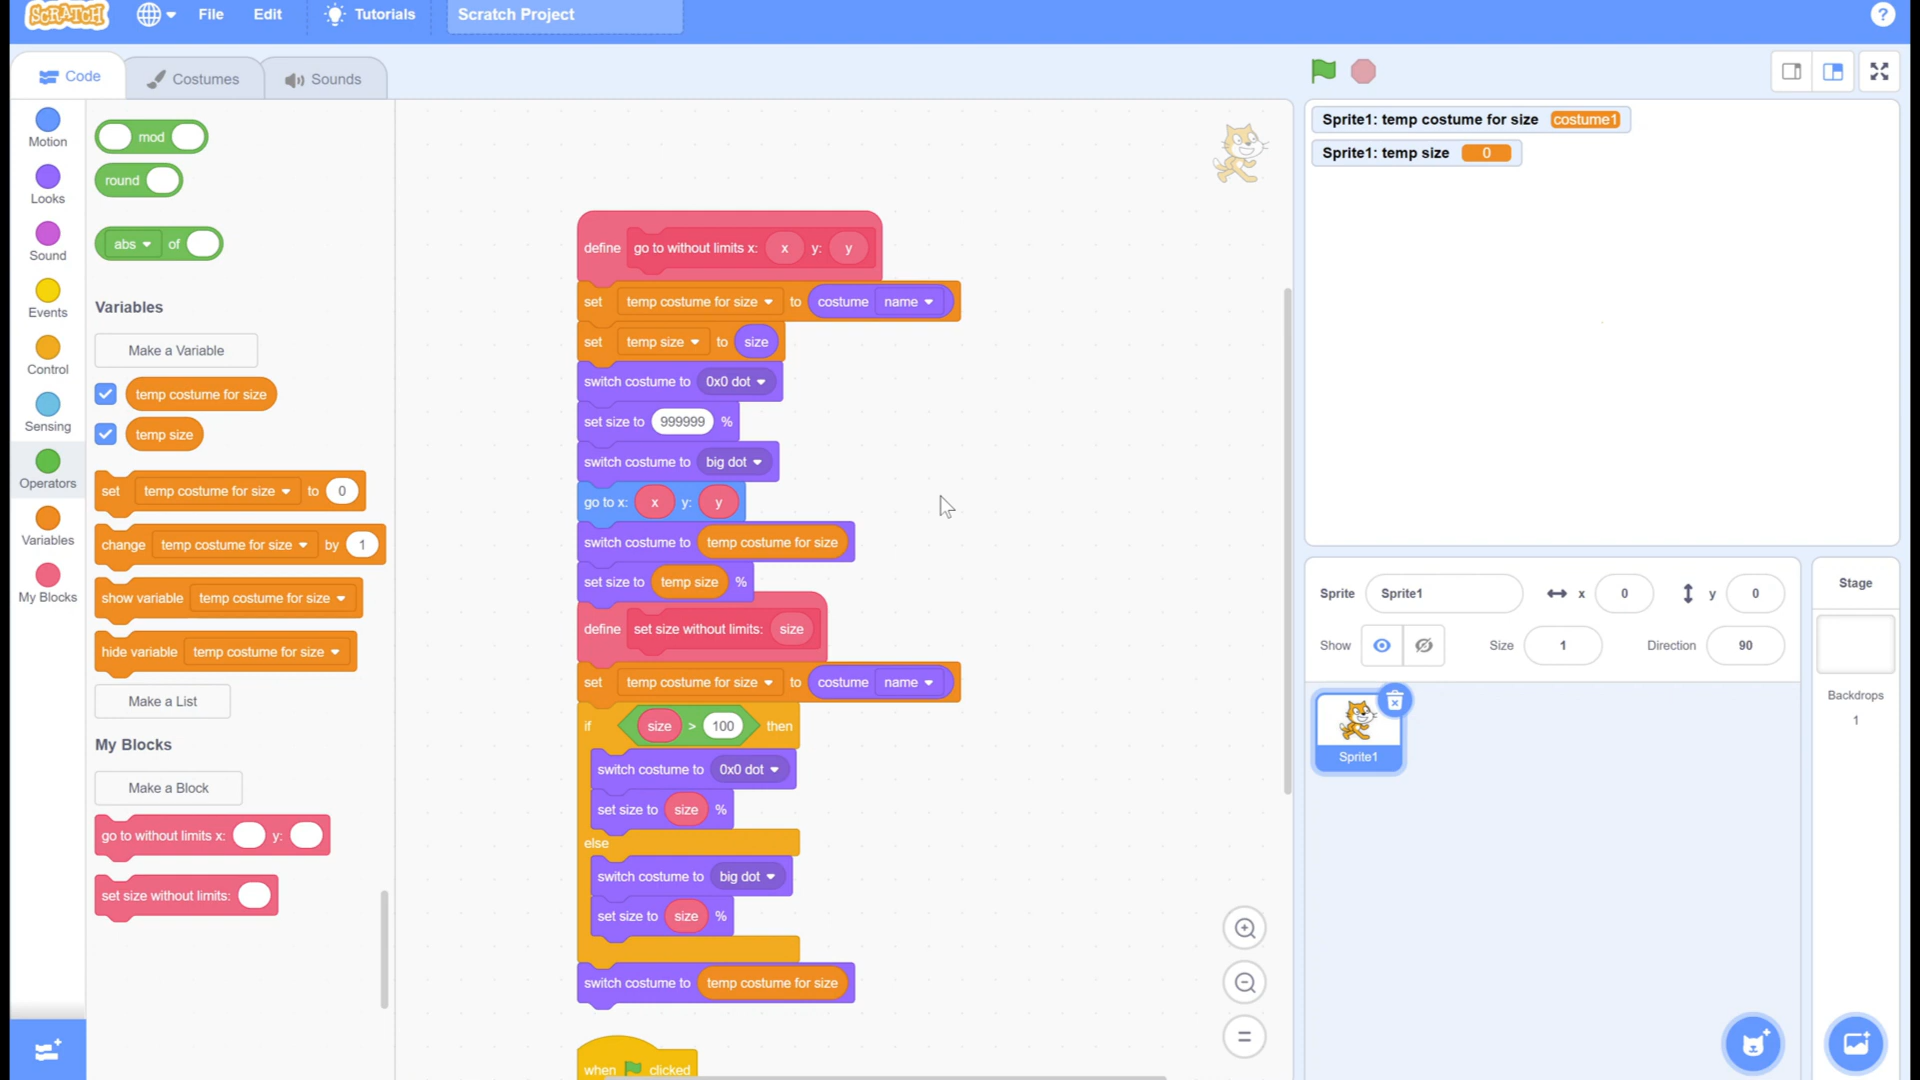 SCRATCH
File
Edit
Tutorials
Scratch Project
?
Code
Costumes
Sounds
Motion
Looks
Sound
Events
Control
Sensing
Operators
Variables
My Blocks
mod
round
abs of
Variables
Make a Variable
temp costume for size
temp size
set temp costume for size to 0
change temp costume for size by 1
show variable temp costume for size
hide variable temp costume for size
Make a List
My Blocks
Make a Block
go to without limits x: y:
set size without limits:
define go to without limits x: x y: y
set temp costume for size to costume name
set temp size to size
switch costume to 0x0 dot
set size to 999999 %
switch costume to big dot
go to x: x y: y
switch costume to temp costume for size
set size to temp size %
define set size without limits: size
set temp costume for size to costume name
if size > 100 then
switch costume to 0x0 dot
set size to size %
else
switch costume to big dot
set size to size %
switch costume to temp costume for size
when clicked
Sprite1: temp costume for size costume1
Sprite1: temp size 0
Sprite Sprite1 x 0 y 0
Show Size 1 Direction 90
Sprite1
Stage
Backdrops
1